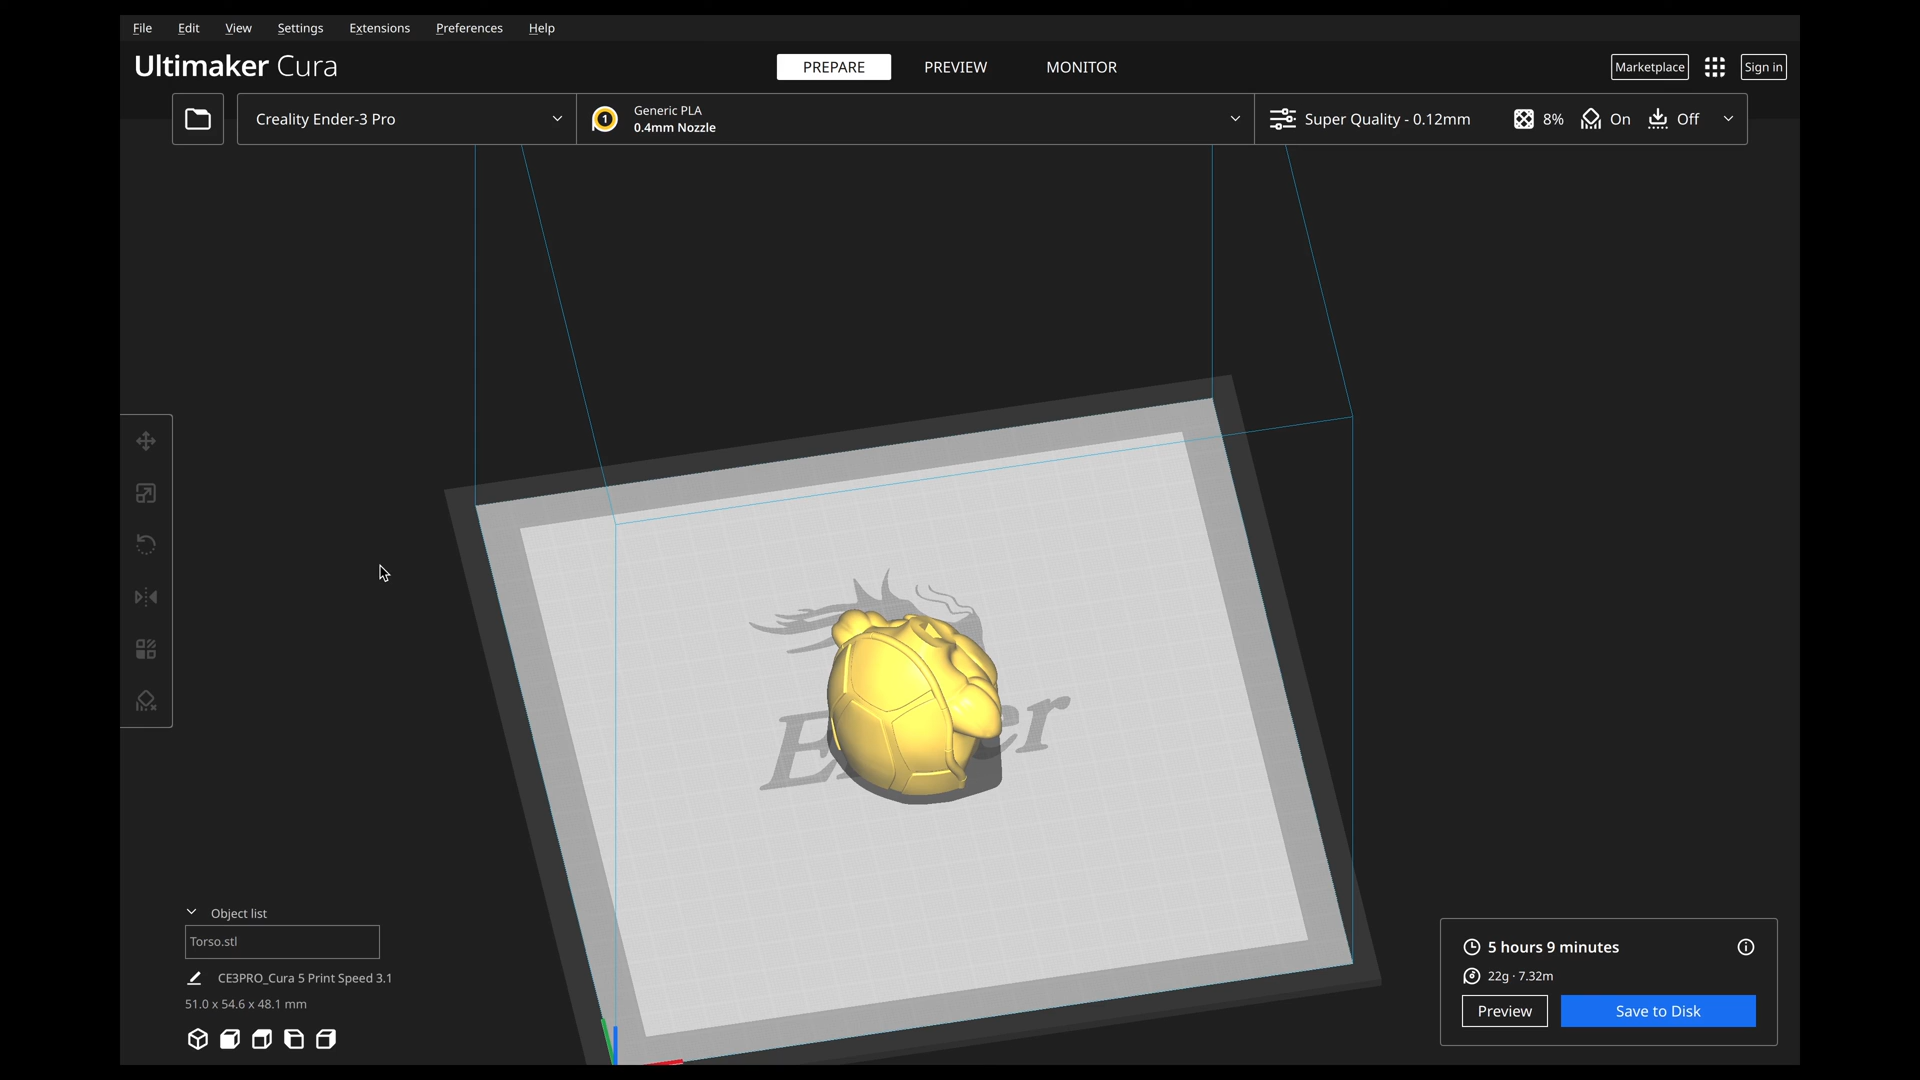 File Edit View Settings Extensions Preferences Help
Ultimaker Cura
PREPARE PREVIEW MONITOR
Marketplace Sign in
Creality Ender-3 Pro
1
Generic PLA
0.4mm Nozzle
Super Quality - 0.12mm 8% On Off
Object list
Torso.stl
CE3PRO_Cura 5 Print Speed 3.1
51.0 x 54.6 x 48.1 mm
5 hours 9 minutes
22g · 7.32m
Preview Save to Disk